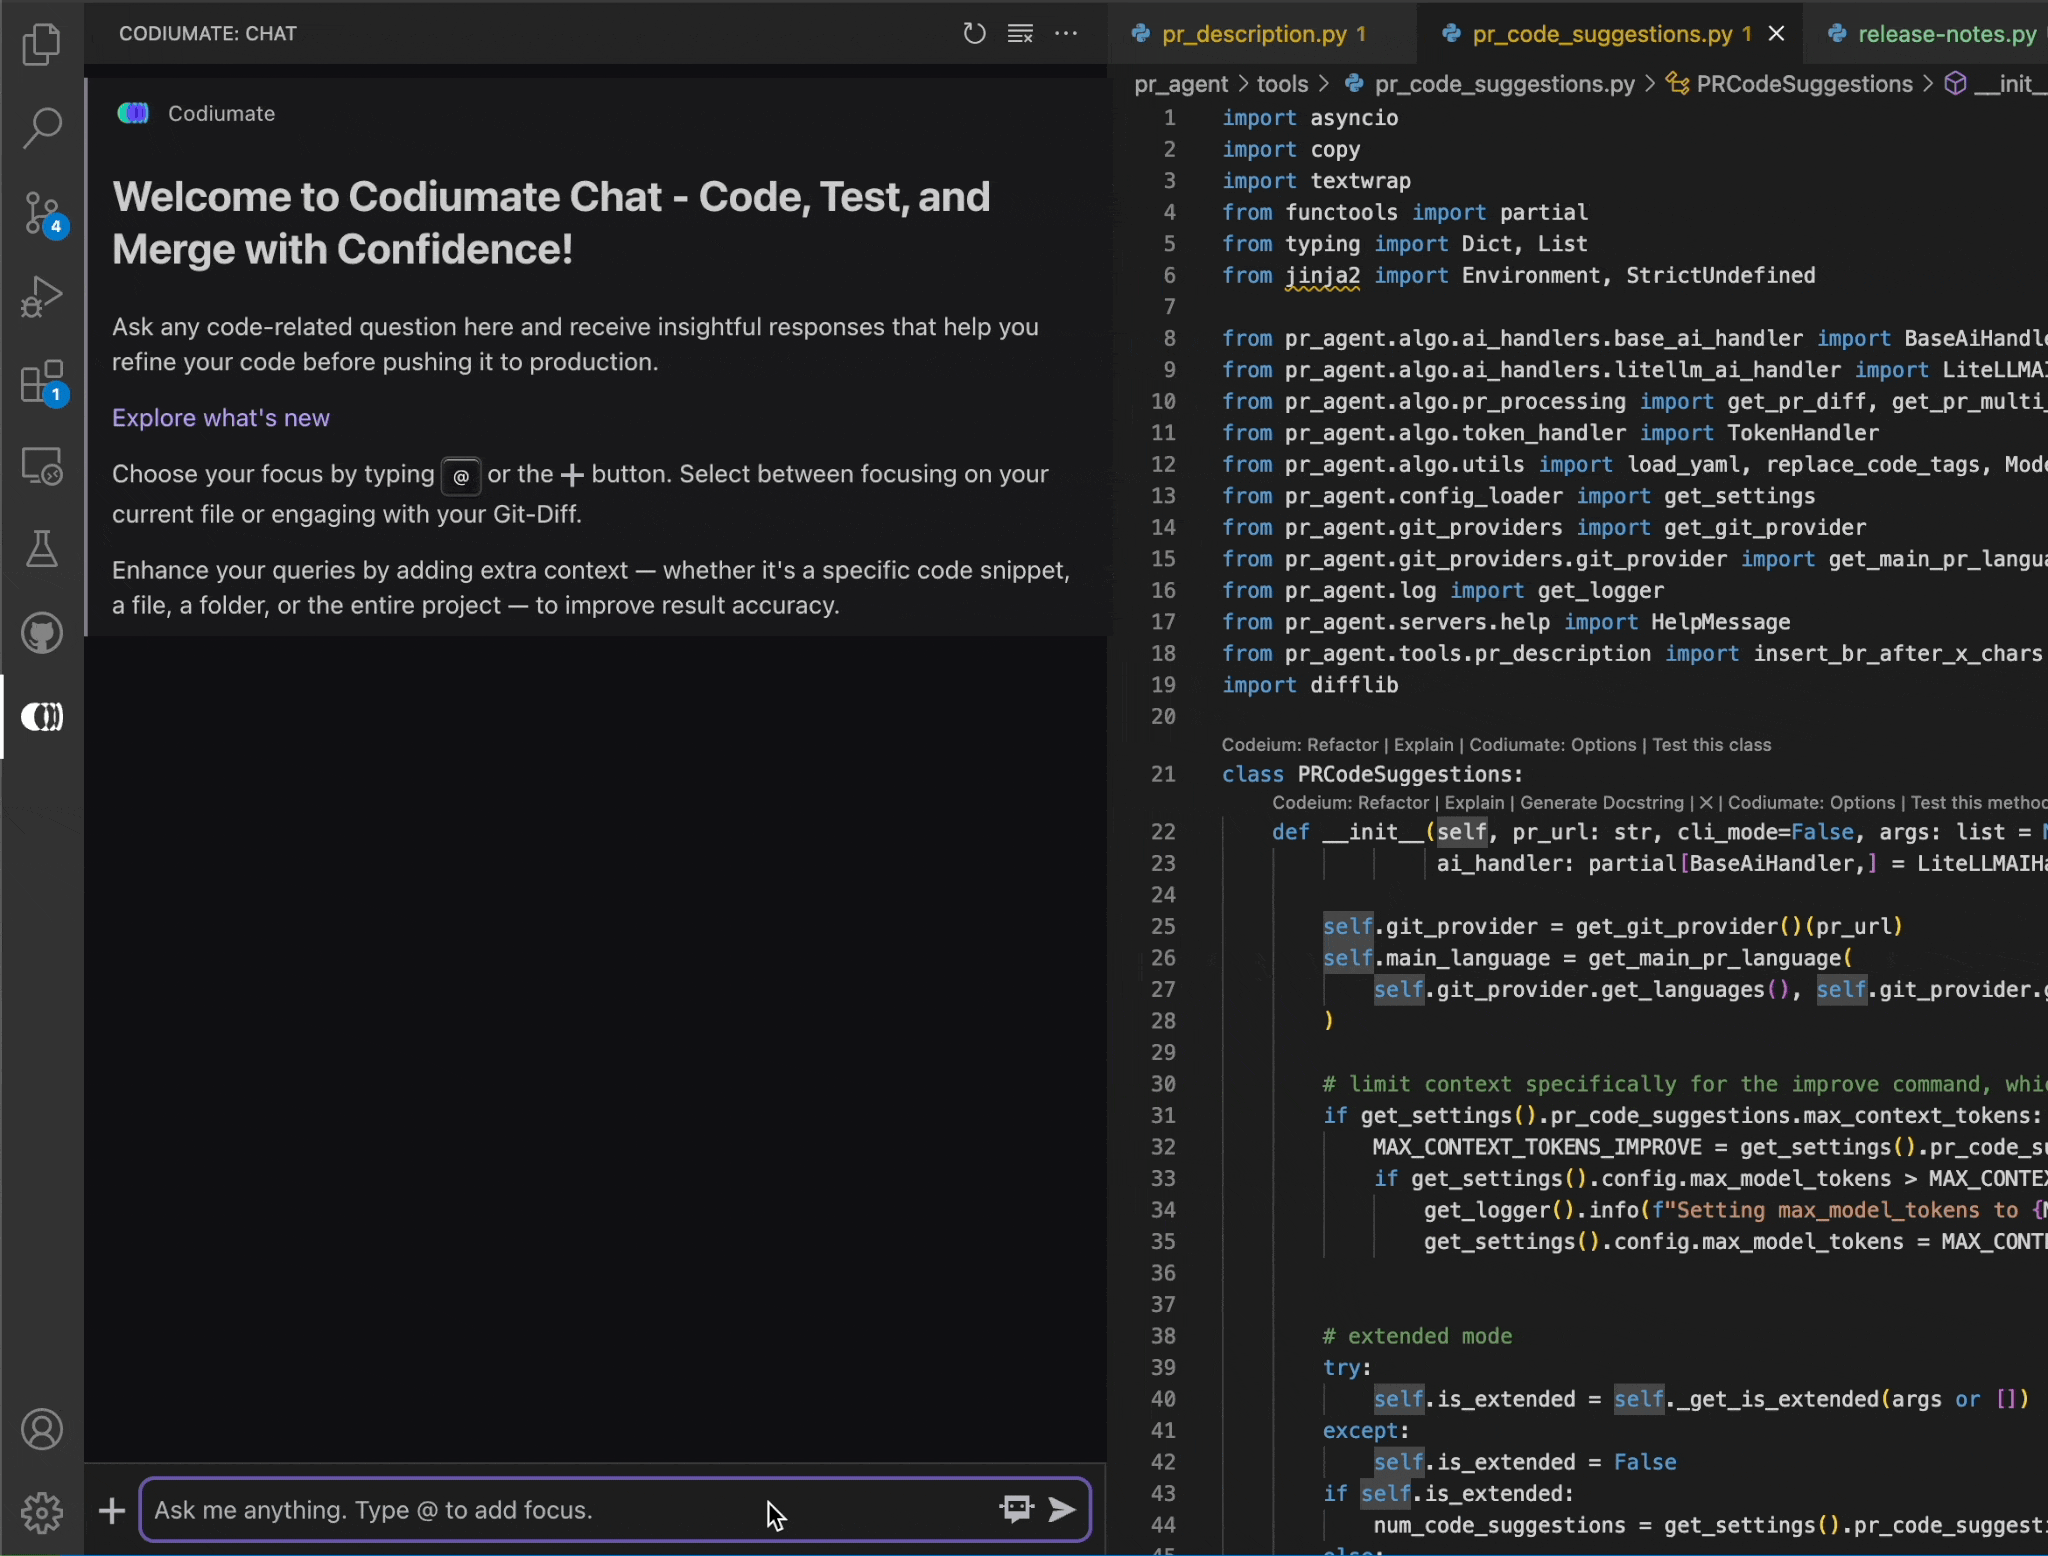 CODIUMATE: CHAT
Codiumate
Welcome to Codiumate Chat - Code, Test, and
Merge with Confidence!
Ask any code-related question here and receive insightful responses that help you
refine your code before pushing it to production.
Explore what's new
Choose your focus by typing @ or the + button. Select between focusing on your
current file or engaging with your Git-Diff.
Enhance your queries by adding extra context — whether it's a specific code snippet,
a file, a folder, or the entire project — to improve result accuracy.
4
1
Ask me anything. Type @ to add focus.
pr_description.py 1
pr_code_suggestions.py 1
release-notes.py
pr_agent > tools > pr_code_suggestions.py > PRCodeSuggestions > __init_
1 import asyncio
2 import copy
3 import textwrap
4 from functools import partial
5 from typing import Dict, List
6 from jinja2 import Environment, StrictUndefined
7
8 from pr_agent.algo.ai_handlers.base_ai_handler import BaseAiHandle
9 from pr_agent.algo.ai_handlers.litellm_ai_handler import LiteLLMAI
10 from pr_agent.algo.pr_processing import get_pr_diff, get_pr_multi_
11 from pr_agent.algo.token_handler import TokenHandler
12 from pr_agent.algo.utils import load_yaml, replace_code_tags, Mode
13 from pr_agent.config_loader import get_settings
14 from pr_agent.git_providers import get_git_provider
15 from pr_agent.git_providers.git_provider import get_main_pr_langua
16 from pr_agent.log import get_logger
17 from pr_agent.servers.help import HelpMessage
18 from pr_agent.tools.pr_description import insert_br_after_x_chars
19 import difflib
20
Codeium: Refactor | Explain | Codiumate: Options | Test this class
21 class PRCodeSuggestions:
Codeium: Refactor | Explain | Generate Docstring | X | Codiumate: Options | Test this metho
22 def __init__(self, pr_url: str, cli_mode=False, args: list = N
23 ai_handler: partial[BaseAiHandler,] = LiteLLMAIHa
24
25 self.git_provider = get_git_provider()(pr_url)
26 self.main_language = get_main_pr_language(
27 self.git_provider.get_languages(), self.git_provider.g
28 )
29
30 # limit context specifically for the improve command, whi
31 if get_settings().pr_code_suggestions.max_context_tokens:
32 MAX_CONTEXT_TOKENS_IMPROVE = get_settings().pr_code_su
33 if get_settings().config.max_model_tokens > MAX_CONTEX
34 get_logger().info(f"Setting max_model_tokens to {M
35 get_settings().config.max_model_tokens = MAX_CONT
36
37
38 # extended mode
39 try:
40 self.is_extended = self._get_is_extended(args or [])
41 except:
42 self.is_extended = False
43 if self.is_extended:
44 num_code_suggestions = get_settings().pr_code_suggest
45 else: